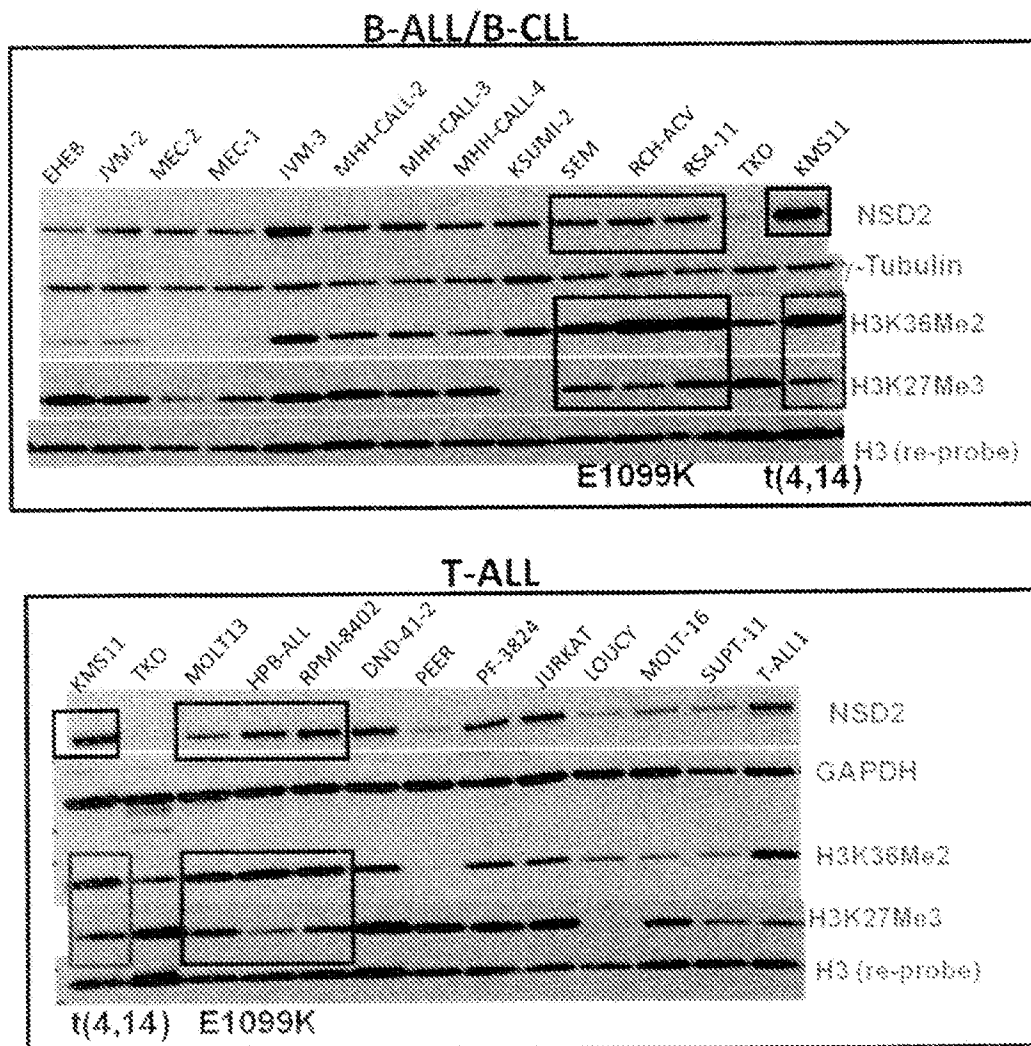 B-ALL/B-CLL
EHEB JVM-2 MEC-2 MEC-1 JVM-3 MHH-CALL-2 MHH-CALL-3 MHH-CALL-4 KSUMI-2 SEM RCH-ACV RS4-11 TKO KMS11
NSD2
γ-Tubulin
H3K36Me2
H3K27Me3
H3 (re-probe)
E1099K t(4,14)
T-ALL
KMS11 TKO MOLT13 HPB-ALL RPMI-8402 DND-41-2 PEER PF-382A JURKAT LOUCY MOLT-16 SUPT-11 T-ALL1
NSD2
GAPDH
H3K36Me2
H3K27Me3
H3 (re-probe)
t(4,14) E1099K